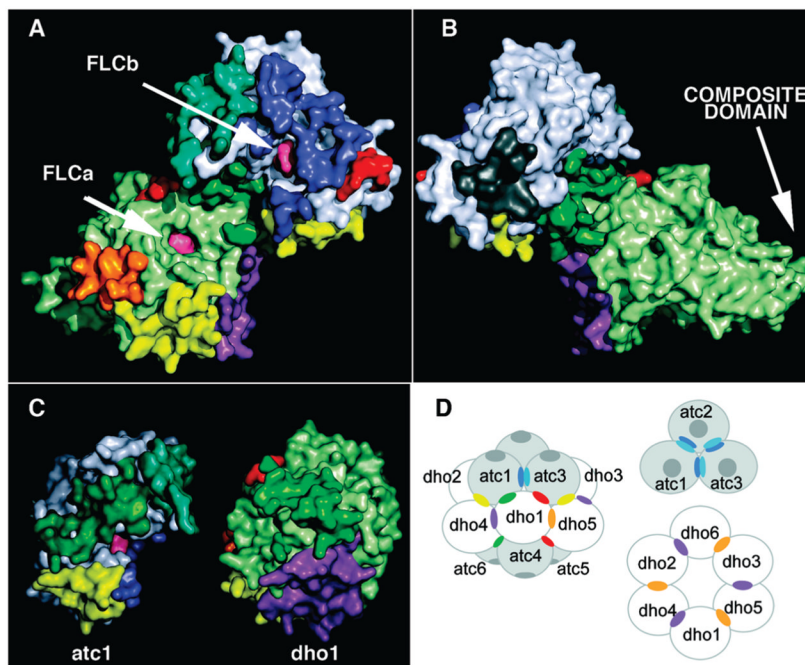 A
FLCb
FLCa
B
COMPOSITE
DOMAIN
C
atc1
dho1
D
atc2
atc1
atc3
dho2
atc1
atc3
dho3
dho4
dho1
dho5
atc4
atc6
atc5
dho6
dho2
dho3
dho4
dho5
dho1